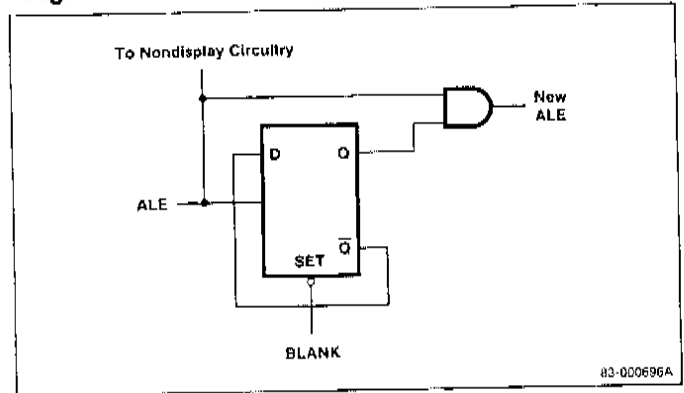 To Nondisplay Circuitry
New
ALE
D
Q
ALE
Q̅
SET
BLANK
83-000696A